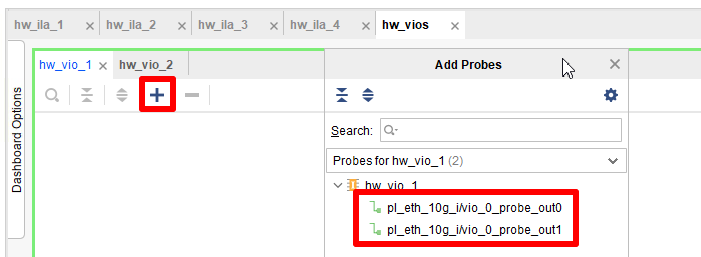 hw_ila_1 hw_ila_2 hw_ila_3 hw_ila_4 hw_vios
Dashboard Options
hw_vio_1 hw_vio_2
Add Probes
Search:
Probes for hw_vio_1 (2)
hw_vio_1
pl_eth_10g_i/vio_0_probe_out0
pl_eth_10g_i/vio_0_probe_out1